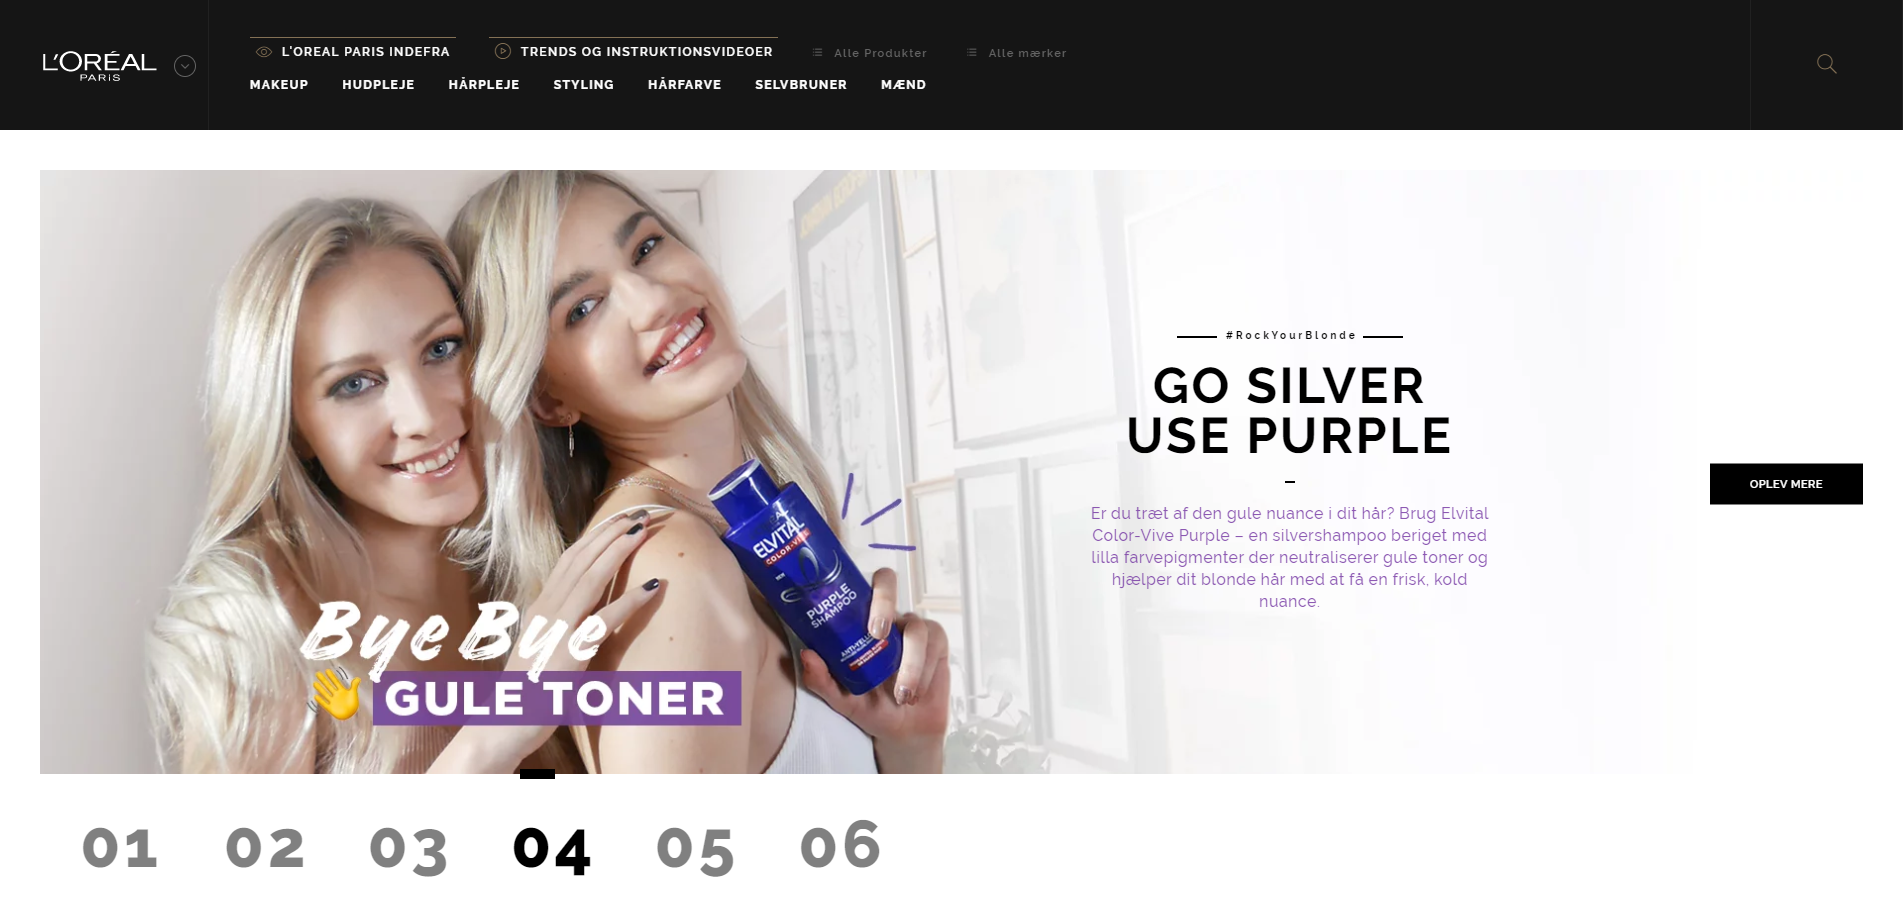 L'ORÉAL
PARIS
L'OREAL PARIS INDEFRA
TRENDS OG INSTRUKTIONSVIDEOER
Alle Produkter
Alle mærker
MAKEUP
HUDPLEJE
HÅRPLEJE
STYLING
HÅRFARVE
SELVBRUNER
MÆND
#RockYourBlonde
GO SILVER
USE PURPLE
Er du træt af den gule nuance i dit hår? Brug Elvital
Color-Vive Purple – en silvershampoo beriget med
lilla farvepigmenter der neutraliserer gule toner og
hjælper dit blonde hår med at få en frisk, kold
nuance.
OPLEV MERE
ELVITAL
COLOR-VIVE
PURPLE
SHAMPOO
Bye Bye
GULE TONER
01
02
03
04
05
06